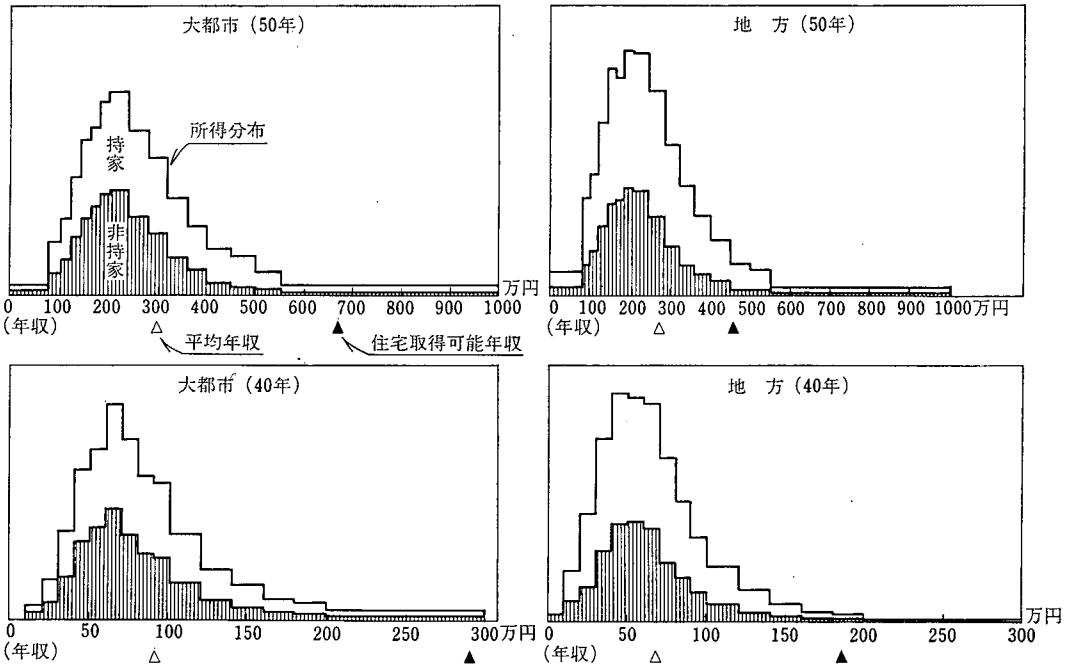 大都市(50年)
所得分布
持家
非持家
0 100 200 300 400 500 600 700 800 900 1000 万円
(年収)
平均年収
住宅取得可能年収
地 方(50年)
0 100 200 300 400 500 600 700 800 900 1000万円
(年収)
大都市(40年)
0 50 100 150 200 250 300 万円
(年収)
地 方(40年)
0 50 100 150 200 250 300 万円
(年収)